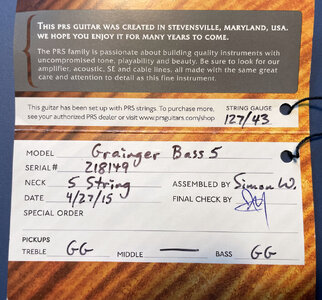 THIS PRS GUITAR WAS CREATED IN STEVENSVILLE, MARYLAND, USA.
WE HOPE YOU ENJOY IT FOR MANY YEARS TO COME.
The PRS family is passionate about building quality instruments with
uncompromised tone, playability and beauty. Be sure to look for our
amplifier, acoustic, SE and cable lines, all made with the same great
care and attention to detail as this fine instrument.
This guitar has been set up with PRS strings. To purchase more,
see your authorized PRS dealer or visit www.prsguitars.com/shop
STRING GAUGE
127/43
MODEL Grainger Bass 5
SERIAL# 218149
NECK 5 String
ASSEMBLED BY Simon W.
DATE 4/27/15
FINAL CHECK BY
SPECIAL ORDER
PICKUPS
TREBLE GG MIDDLE — BASS GG